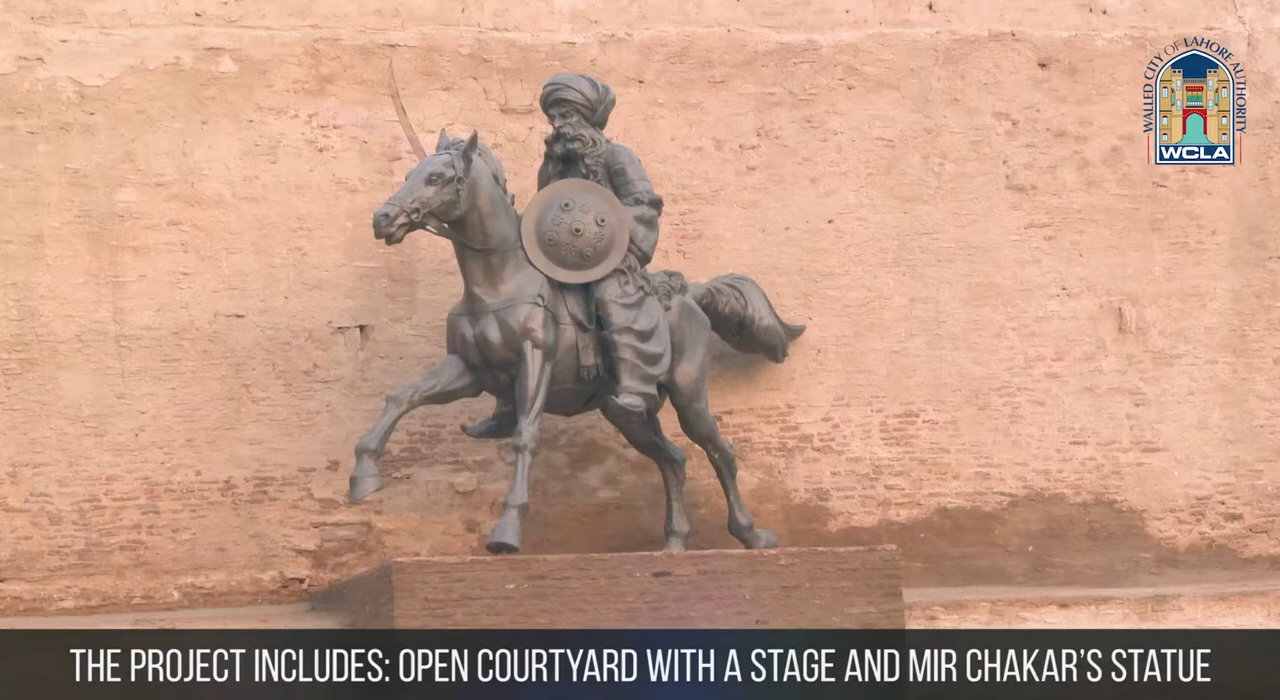 WALLED CITY OF LAHORE AUTHORITY
WCLA
THE PROJECT INCLUDES: OPEN COURTYARD WITH A STAGE AND MIR CHAKAR'S STATUE